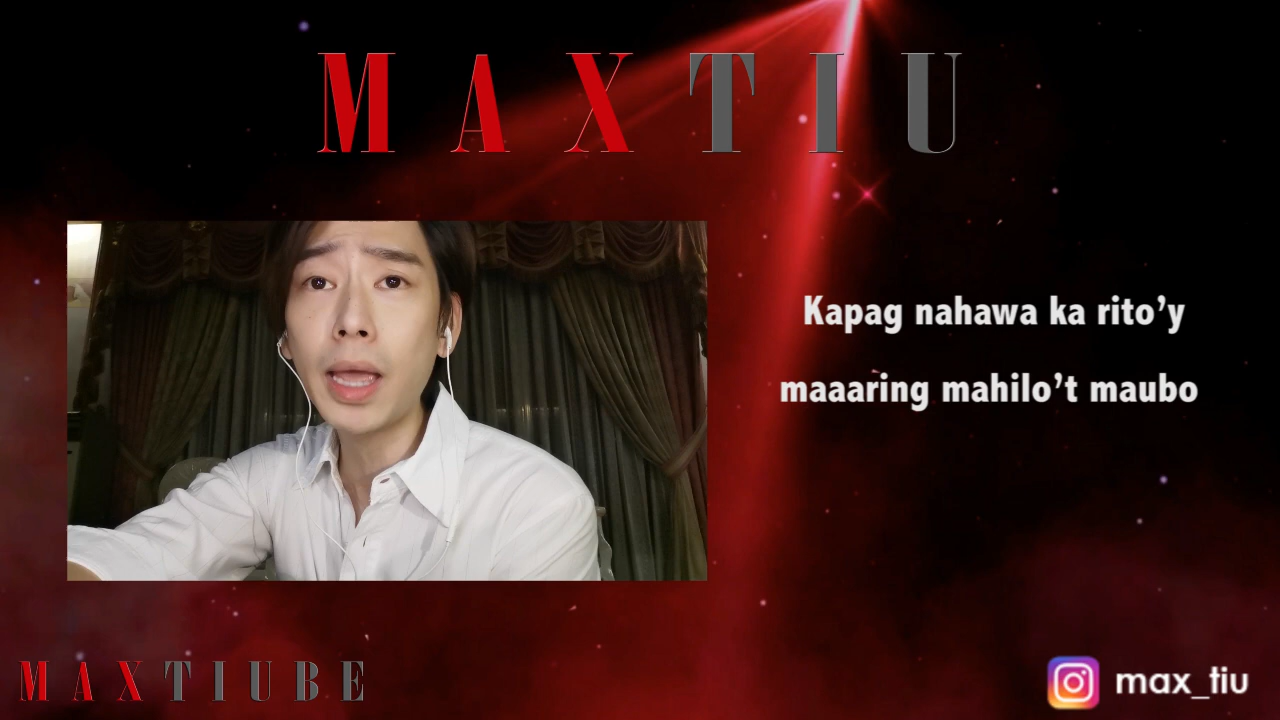 MAXTIU
Kapag nahawa ka rito’y
maaaring mahilo’t maubo
MAXTIUBE
max_tiu